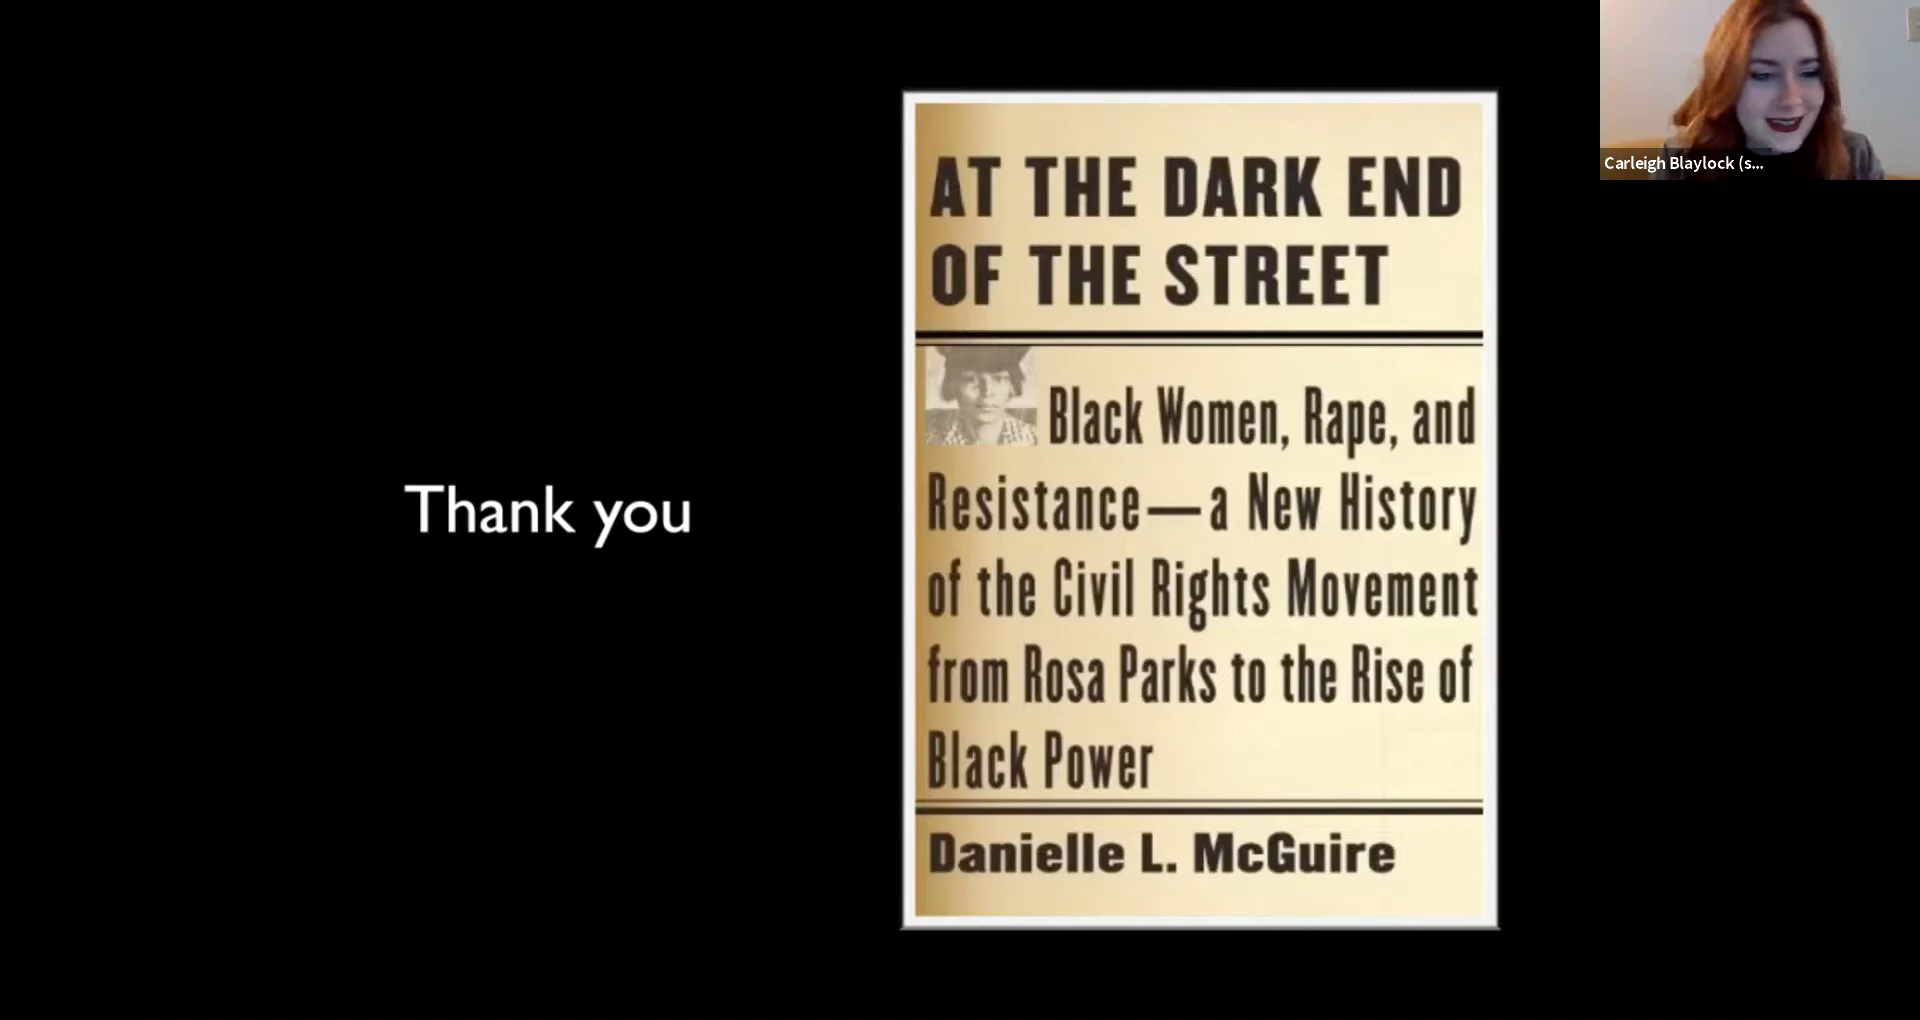 Thank you
AT THE DARK END
OF THE STREET
Black Women, Rape, and
Resistance—a New History
of the Civil Rights Movement
from Rosa Parks to the Rise of
Black Power
Danielle L. McGuire
Carleigh Blaylock (s...